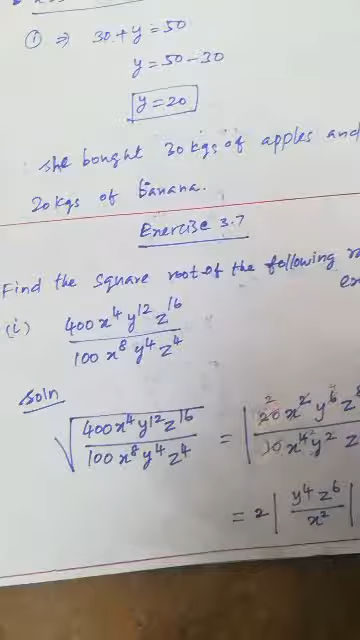 ① ⇒ 30 + y = 50
y = 50 - 30
y = 20
She bought 30 kgs of apples and
20 kgs of banana.
Exercise 3.7
Find the square root of the following
(i) 400x⁴y¹²z¹⁶
100x⁸y⁴z⁴
Soln
√ 400x⁴y¹²z¹⁶ / 100x⁸y⁴z⁴ = | 20x²y⁶z⁸ / 10x⁴y²z
= 2 | y⁴z⁶ / x² |